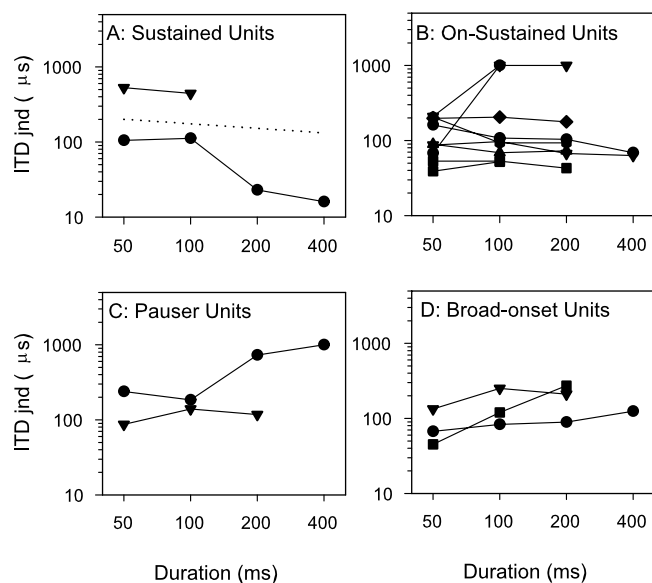 A: Sustained Units
B: On-Sustained Units
ITD jnd ( μs)
1000
100
10
50 100 200 400
1000
100
10
50 100 200 400
C: Pauser Units
D: Broad-onset Units
ITD jnd ( μs)
1000
100
10
50 100 200 400
1000
100
10
50 100 200 400
Duration (ms)
Duration (ms)